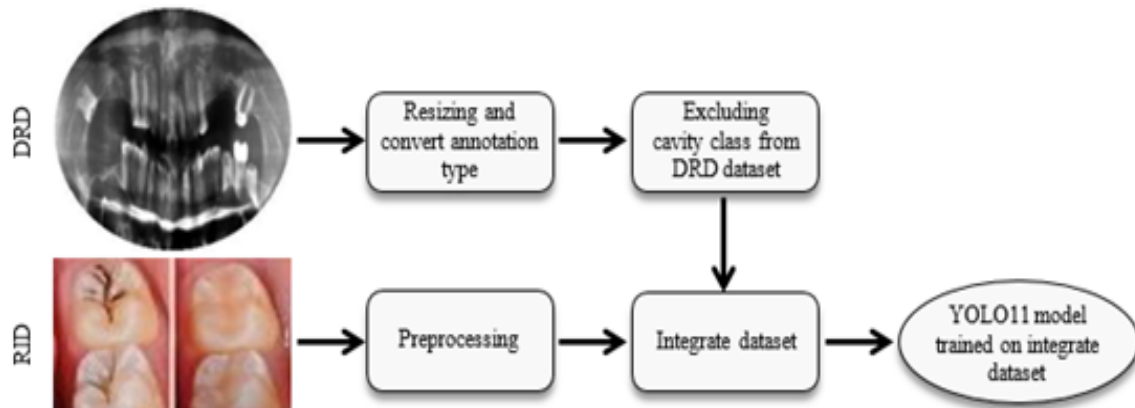 DRD
Resizing and
convert annotation
type
Excluding
cavity class from
DRD dataset
RID
Preprocessing
Integrate dataset
YOLO11 model
trained on integrate
dataset